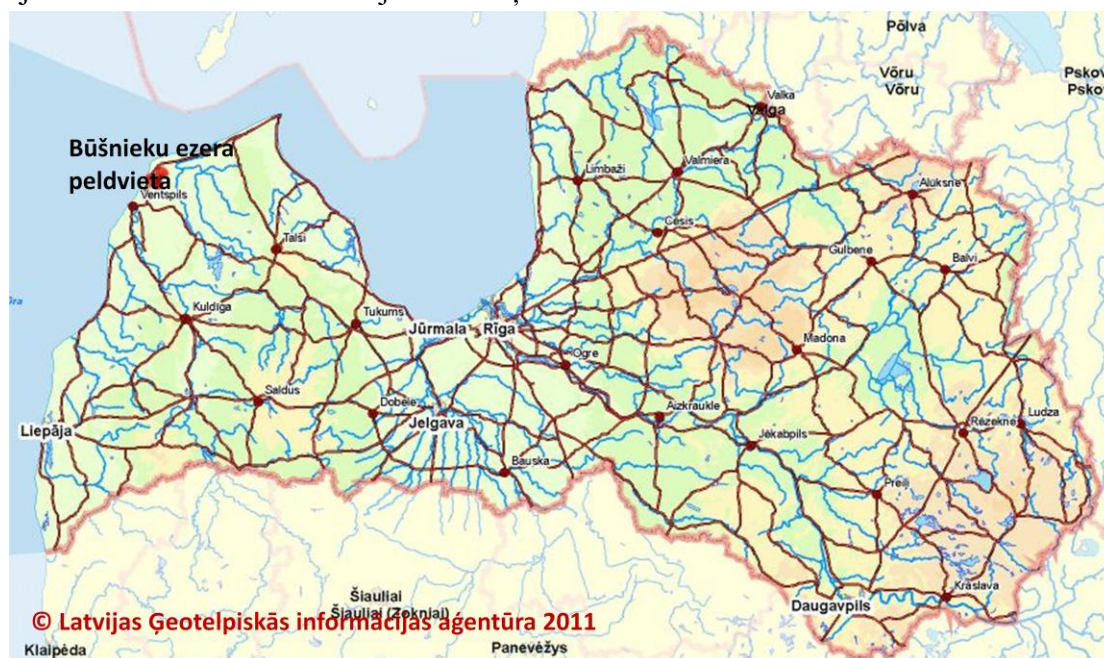 Põlva
Võru
Võru
Pskov
Pskov
Valka
Valga
Būšnieku ezera
peldvieta
Ventspils
Limbaži
Valmiera
Alūksne
Cēsis
Talsi
Gulbene
Balvi
Kuldīga
Tukums
Jūrmala
Rīga
Ogre
Madona
Saldus
Dobele
Jelgava
Aizkraukle
Rēzekne
Ludza
Liepāja
Jēkabpils
Bauska
Preiļi
Daugavpils
Krāslava
Šiauliai
Šiauliai (Zokniai)
© Latvijas Ģeotelpiskās informācijas aģentūra 2011
Klaipėda
Panevėžys